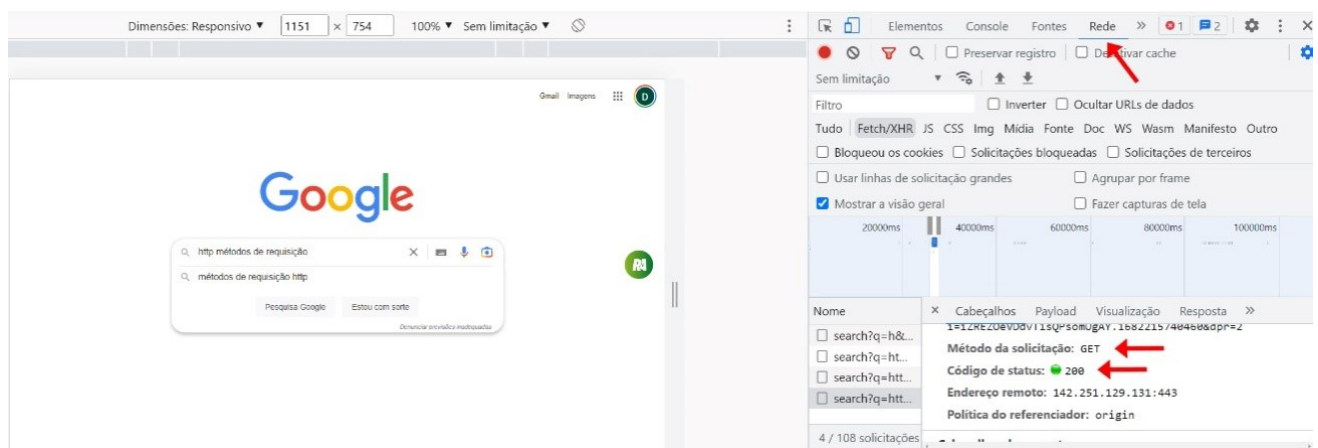 Dimensões: Responsivo ▼ 1151 × 754 100% ▼ Sem limitação ▼
Elementos Console Fontes Rede » 1 2
Preservar registro Desativar cache
Sem limitação
Filtro Inverter Ocultar URLs de dados
Tudo Fetch/XHR JS CSS Img Mídia Fonte Doc WS Wasm Manifesto Outro
Bloqueou os cookies Solicitações bloqueadas Solicitações de terceiros
Usar linhas de solicitação grandes Agrupar por frame
Mostrar a visão geral Fazer capturas de tela
20000ms 40000ms 60000ms 80000ms 100000ms
Gmail Imagens D
Google
http métodos de requisição
métodos de requisição http
Pesquisa Google Estou com sorte
Denunciar previsões inadequadas
RA
Nome × Cabeçalhos Payload Visualização Resposta »
search?q=h&...
search?q=ht...
search?q=htt...
search?q=htt...
Método da solicitação: GET
Código de status: 200
Endereço remoto: 142.251.129.131:443
Política do referenciador: origin
4 / 108 solicitações